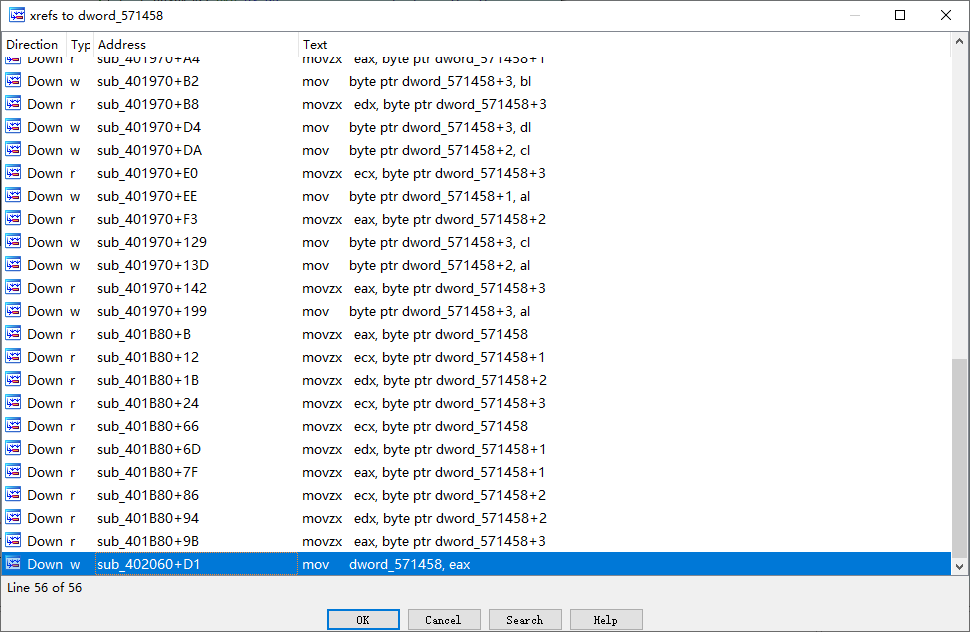 xrefs to dword_571458
Direction Typ Address Text
Down r sub_401970+A4 movzx eax, byte ptr dword_571458+1
Down w sub_401970+B2 mov byte ptr dword_571458+3, bl
Down r sub_401970+B8 movzx edx, byte ptr dword_571458+3
Down w sub_401970+D4 mov byte ptr dword_571458+3, dl
Down w sub_401970+DA mov byte ptr dword_571458+2, cl
Down r sub_401970+E0 movzx ecx, byte ptr dword_571458+3
Down w sub_401970+EE mov byte ptr dword_571458+1, al
Down r sub_401970+F3 movzx eax, byte ptr dword_571458+2
Down w sub_401970+129 mov byte ptr dword_571458+3, cl
Down w sub_401970+13D mov byte ptr dword_571458+2, al
Down r sub_401970+142 movzx eax, byte ptr dword_571458+3
Down w sub_401970+199 mov byte ptr dword_571458+3, al
Down r sub_401B80+B movzx eax, byte ptr dword_571458
Down r sub_401B80+12 movzx ecx, byte ptr dword_571458+1
Down r sub_401B80+1B movzx edx, byte ptr dword_571458+2
Down r sub_401B80+24 movzx ecx, byte ptr dword_571458+3
Down r sub_401B80+66 movzx ecx, byte ptr dword_571458
Down r sub_401B80+6D movzx edx, byte ptr dword_571458+1
Down r sub_401B80+7F movzx eax, byte ptr dword_571458+1
Down r sub_401B80+86 movzx ecx, byte ptr dword_571458+2
Down r sub_401B80+94 movzx edx, byte ptr dword_571458+2
Down r sub_401B80+9B movzx eax, byte ptr dword_571458+3
Down w sub_402060+D1 mov dword_571458, eax
Line 56 of 56
OK Cancel Search Help